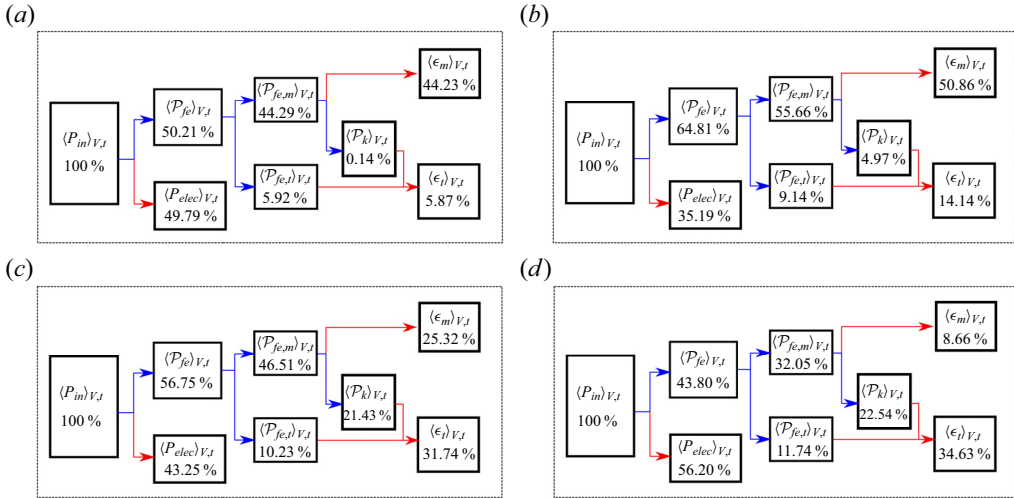 (a)
⟨P_in⟩_V,t
100 %
⟨𝒫_fe⟩_V,t
50.21 %
⟨P_elec⟩_V,t
49.79 %
⟨𝒫_fe,m⟩_V,t
44.29 %
⟨𝒫_fe,t⟩_V,t
5.92 %
⟨𝒫_k⟩_V,t
0.14 %
⟨ϵ_m⟩_V,t
44.23 %
⟨ϵ_t⟩_V,t
5.87 %
(b)
⟨P_in⟩_V,t
100 %
⟨𝒫_fe⟩_V,t
64.81 %
⟨P_elec⟩_V,t
35.19 %
⟨𝒫_fe,m⟩_V,t
55.66 %
⟨𝒫_fe,t⟩_V,t
9.14 %
⟨𝒫_k⟩_V,t
4.97 %
⟨ϵ_m⟩_V,t
50.86 %
⟨ϵ_t⟩_V,t
14.14 %
(c)
⟨P_in⟩_V,t
100 %
⟨𝒫_fe⟩_V,t
56.75 %
⟨P_elec⟩_V,t
43.25 %
⟨𝒫_fe,m⟩_V,t
46.51 %
⟨𝒫_fe,t⟩_V,t
10.23 %
⟨𝒫_k⟩_V,t
21.43 %
⟨ϵ_m⟩_V,t
25.32 %
⟨ϵ_t⟩_V,t
31.74 %
(d)
⟨P_in⟩_V,t
100 %
⟨𝒫_fe⟩_V,t
43.80 %
⟨P_elec⟩_V,t
56.20 %
⟨𝒫_fe,m⟩_V,t
32.05 %
⟨𝒫_fe,t⟩_V,t
11.74 %
⟨𝒫_k⟩_V,t
22.54 %
⟨ϵ_m⟩_V,t
8.66 %
⟨ϵ_t⟩_V,t
34.63 %